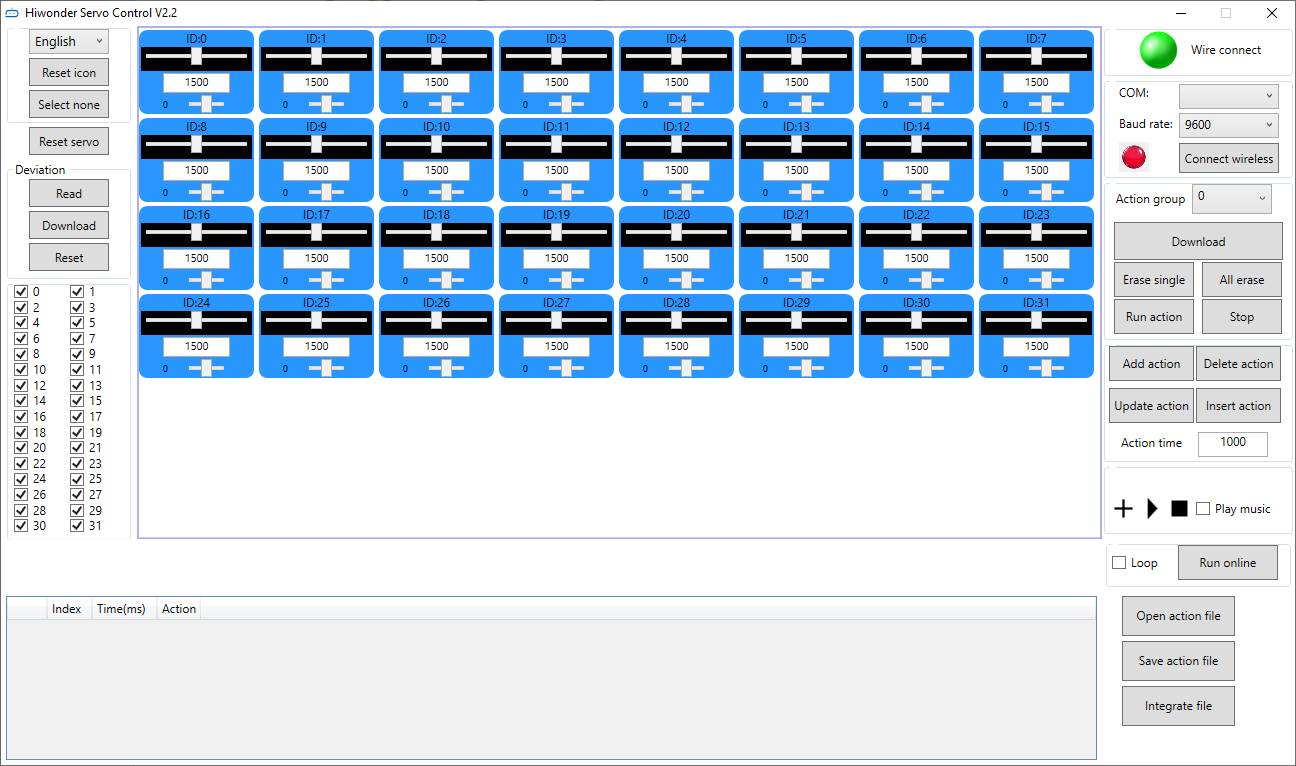 Hiwonder Servo Control V2.2
English
Reset icon
Select none
Reset servo
Deviation
Read
Download
Reset
0 1
2 3
4 5
6 7
8 9
10 11
12 13
14 15
16 17
18 19
20 21
22 23
24 25
26 27
28 29
30 31
ID:0 ID:1 ID:2 ID:3 ID:4 ID:5 ID:6 ID:7
1500 1500 1500 1500 1500 1500 1500 1500
0 0 0 0 0 0 0 0
ID:8 ID:9 ID:10 ID:11 ID:12 ID:13 ID:14 ID:15
1500 1500 1500 1500 1500 1500 1500 1500
0 0 0 0 0 0 0 0
ID:16 ID:17 ID:18 ID:19 ID:20 ID:21 ID:22 ID:23
1500 1500 1500 1500 1500 1500 1500 1500
0 0 0 0 0 0 0 0
ID:24 ID:25 ID:26 ID:27 ID:28 ID:29 ID:30 ID:31
1500 1500 1500 1500 1500 1500 1500 1500
0 0 0 0 0 0 0 0
Wire connect
COM:
Baud rate: 9600
Connect wireless
Action group 0
Download
Erase single All erase
Run action Stop
Add action Delete action
Update action Insert action
Action time 1000
Play music
Loop Run online
Index Time(ms) Action
Open action file
Save action file
Integrate file